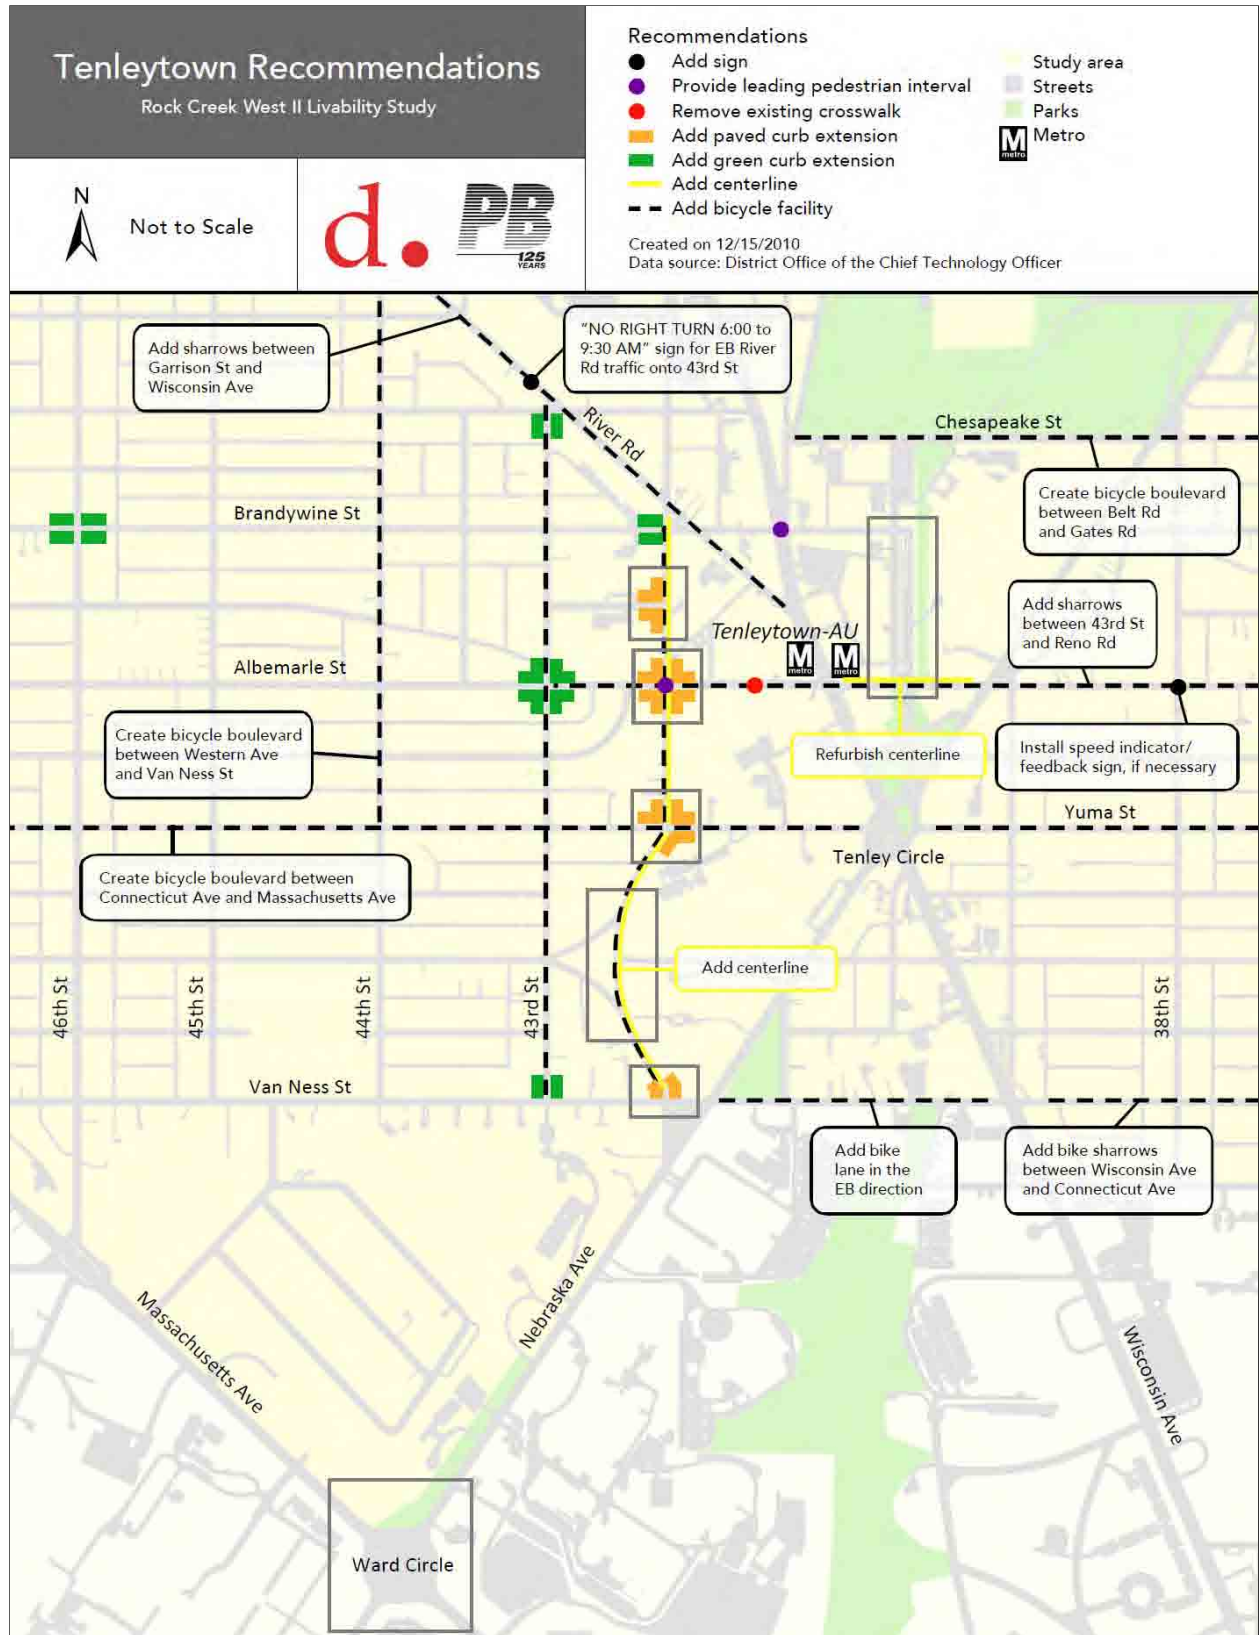 Tenleytown Recommendations
Rock Creek West II Livability Study
N
Not to Scale
d.
PB
125
YEARS
Recommendations
Add sign
Provide leading pedestrian interval
Remove existing crosswalk
Add paved curb extension
Add green curb extension
Add centerline
Add bicycle facility
Study area
Streets
Parks
M
metro
Metro
Created on 12/15/2010
Data source: District Office of the Chief Technology Officer
Add sharrows between
Garrison St and
Wisconsin Ave
"NO RIGHT TURN 6:00 to
9:30 AM" sign for EB River
Rd traffic onto 43rd St
River Rd
Chesapeake St
Create bicycle boulevard
between Belt Rd
and Gates Rd
Brandywine St
Add sharrows
between 43rd St
and Reno Rd
Tenleytown-AU
M
metro
M
metro
Albemarle St
Create bicycle boulevard
between Western Ave
and Van Ness St
Refurbish centerline
Install speed indicator/
feedback sign, if necessary
Yuma St
Tenley Circle
Create bicycle boulevard between
Connecticut Ave and Massachusetts Ave
Add centerline
46th St
45th St
44th St
43rd St
38th St
Van Ness St
Add bike
lane in the
EB direction
Add bike sharrows
between Wisconsin Ave
and Connecticut Ave
Massachusetts Ave
Nebraska Ave
Wisconsin Ave
Ward Circle